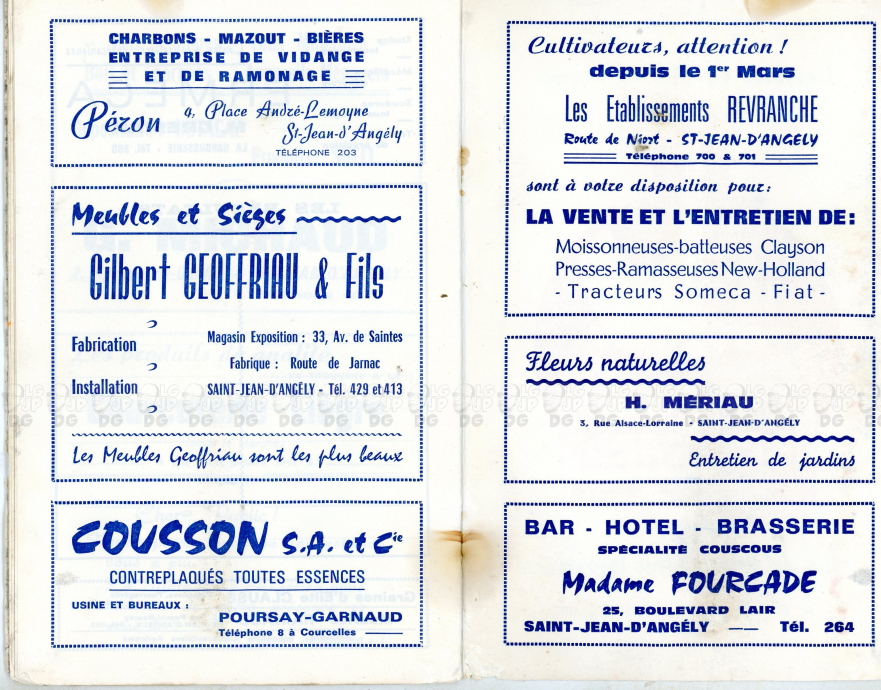 CHARBONS - MAZOUT - BIÈRES
ENTREPRISE DE VIDANGE
ET DE RAMONAGE
Péron 4, Place André-Lemoyne
St-Jean-d'Angély
TÉLÉPHONE 203
Meubles et Sièges
Gilbert GEOFFRIAU & Fils
Fabrication
Installation
Magasin Exposition : 33, Av. de Saintes
Fabrique : Route de Jarnac
SAINT-JEAN-D'ANGÉLY - Tél. 429 et 413
Les Meubles Geoffriau sont les plus beaux
COUSSON S.A. et Cie
CONTREPLAQUÉS TOUTES ESSENCES
USINE ET BUREAUX :
POURSAY-GARNAUD
Téléphone 8 à Courcelles
Cultivateurs, attention !
depuis le 1er Mars
Les Etablissements REVRANCHE
Route de Niort - ST-JEAN-D'ANGELY
Téléphone 700 & 701
sont à votre disposition pour :
LA VENTE ET L'ENTRETIEN DE :
Moissonneuses-batteuses Clayson
Presses-Ramasseuses New-Holland
- Tracteurs Someca - Fiat -
Fleurs naturelles
H. MÉRIAU
3, Rue Alsace-Lorraine - SAINT-JEAN-D'ANGÉLY
Entretien de jardins
BAR - HOTEL - BRASSERIE
SPÉCIALITÉ COUSCOUS
Madame FOURCADE
25, BOULEVARD LAIR
SAINT-JEAN-D'ANGÉLY — Tél. 264